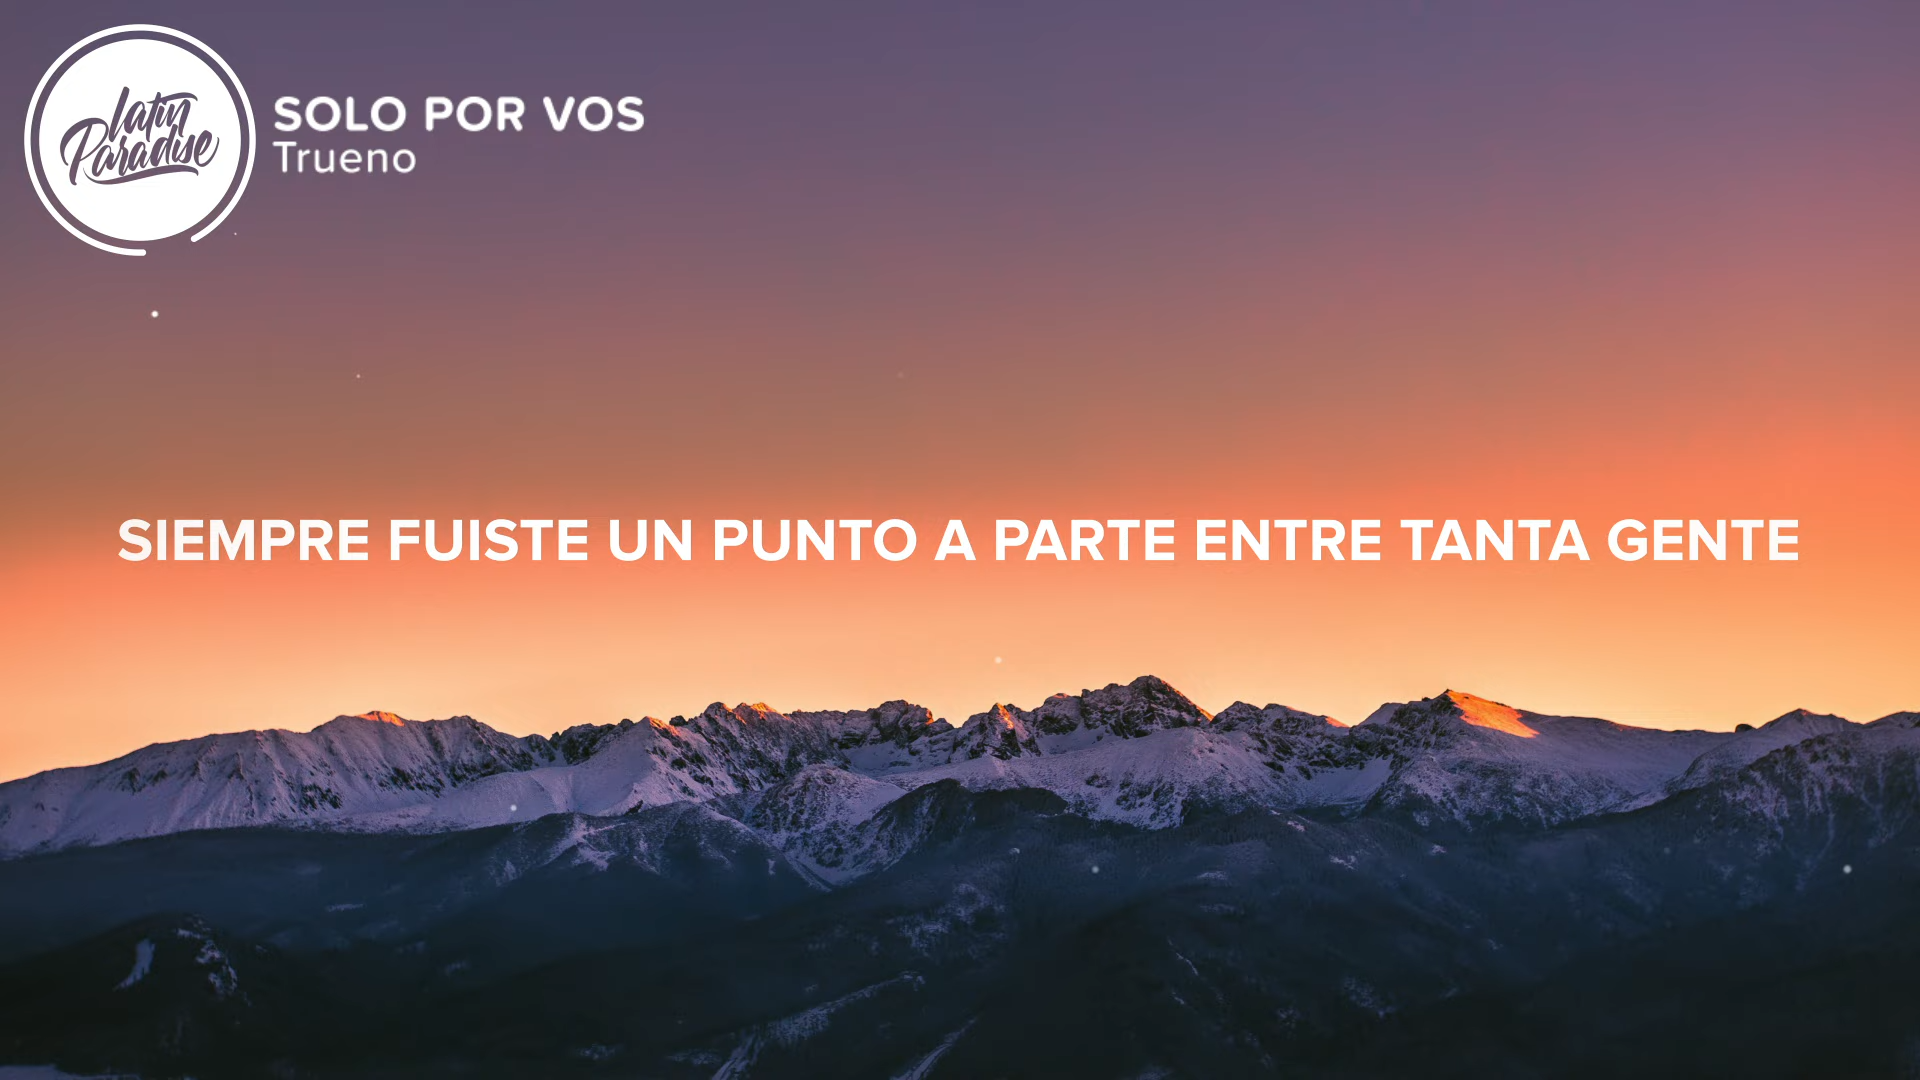 latin
Paradise
SOLO POR VOS
Trueno
SIEMPRE FUISTE UN PUNTO A PARTE ENTRE TANTA GENTE